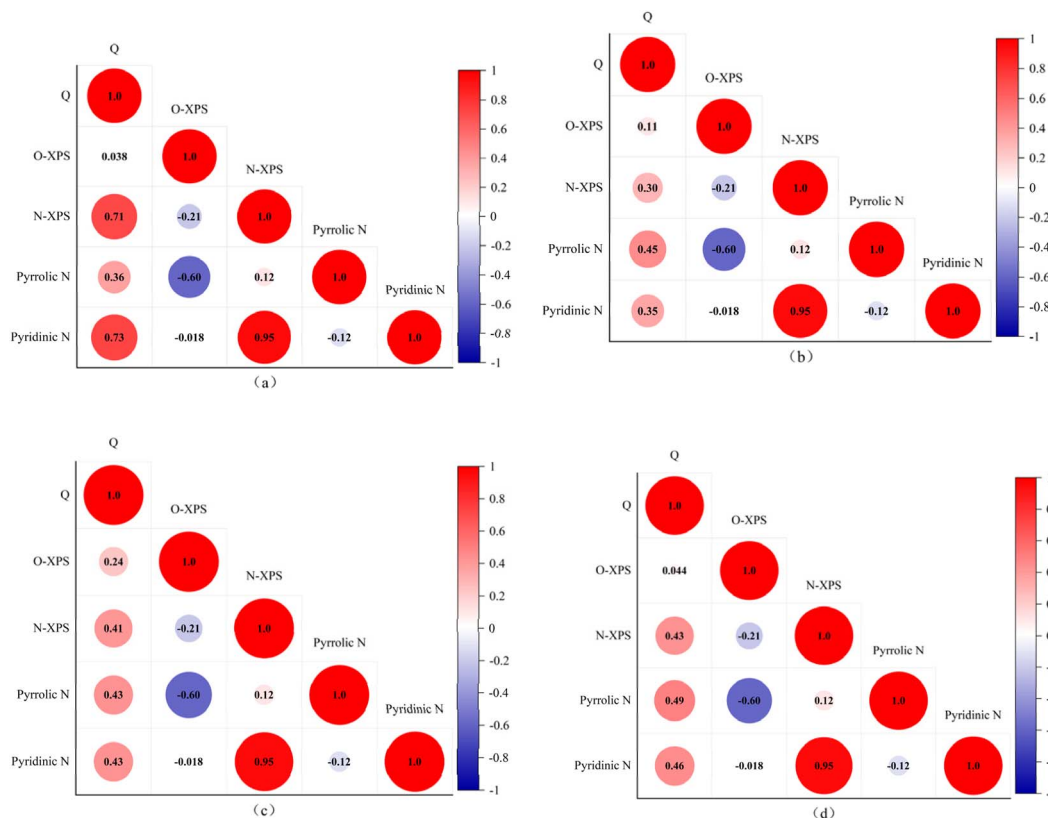 Q
Q 1.0
O-XPS
O-XPS 0.038 1.0
N-XPS
N-XPS 0.71 -0.21 1.0
Pyrrolic N
Pyrrolic N 0.36 -0.60 0.12 1.0
Pyridinic N
Pyridinic N 0.73 -0.018 0.95 -0.12 1.0
1
0.8
0.6
0.4
0.2
0
-0.2
-0.4
-0.6
-0.8
-1
(a)
Q
Q 1.0
O-XPS
O-XPS 0.11 1.0
N-XPS
N-XPS 0.30 -0.21 1.0
Pyrrolic N
Pyrrolic N 0.45 -0.60 0.12 1.0
Pyridinic N
Pyridinic N 0.35 -0.018 0.95 -0.12 1.0
1
0.8
0.6
0.4
0.2
0
-0.2
-0.4
-0.6
-0.8
-1
(b)
Q
Q 1.0
O-XPS
O-XPS 0.24 1.0
N-XPS
N-XPS 0.41 -0.21 1.0
Pyrrolic N
Pyrrolic N 0.43 -0.60 0.12 1.0
Pyridinic N
Pyridinic N 0.43 -0.018 0.95 -0.12 1.0
1
0.8
0.6
0.4
0.2
0
-0.2
-0.4
-0.6
-0.8
-1
(c)
Q
Q 1.0
O-XPS
O-XPS 0.044 1.0
N-XPS
N-XPS 0.43 -0.21 1.0
Pyrrolic N
Pyrrolic N 0.49 -0.60 0.12 1.0
Pyridinic N
Pyridinic N 0.46 -0.018 0.95 -0.12 1.0
(d)